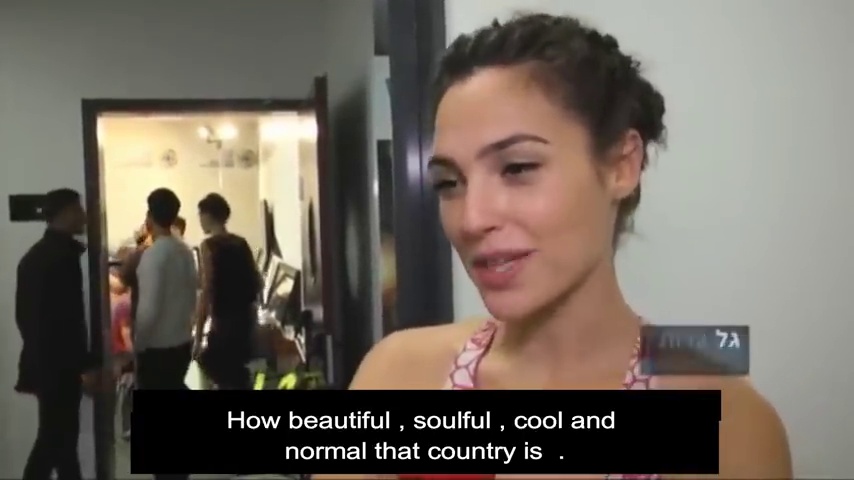 גל
How beautiful , soulful , cool and
normal that country is .